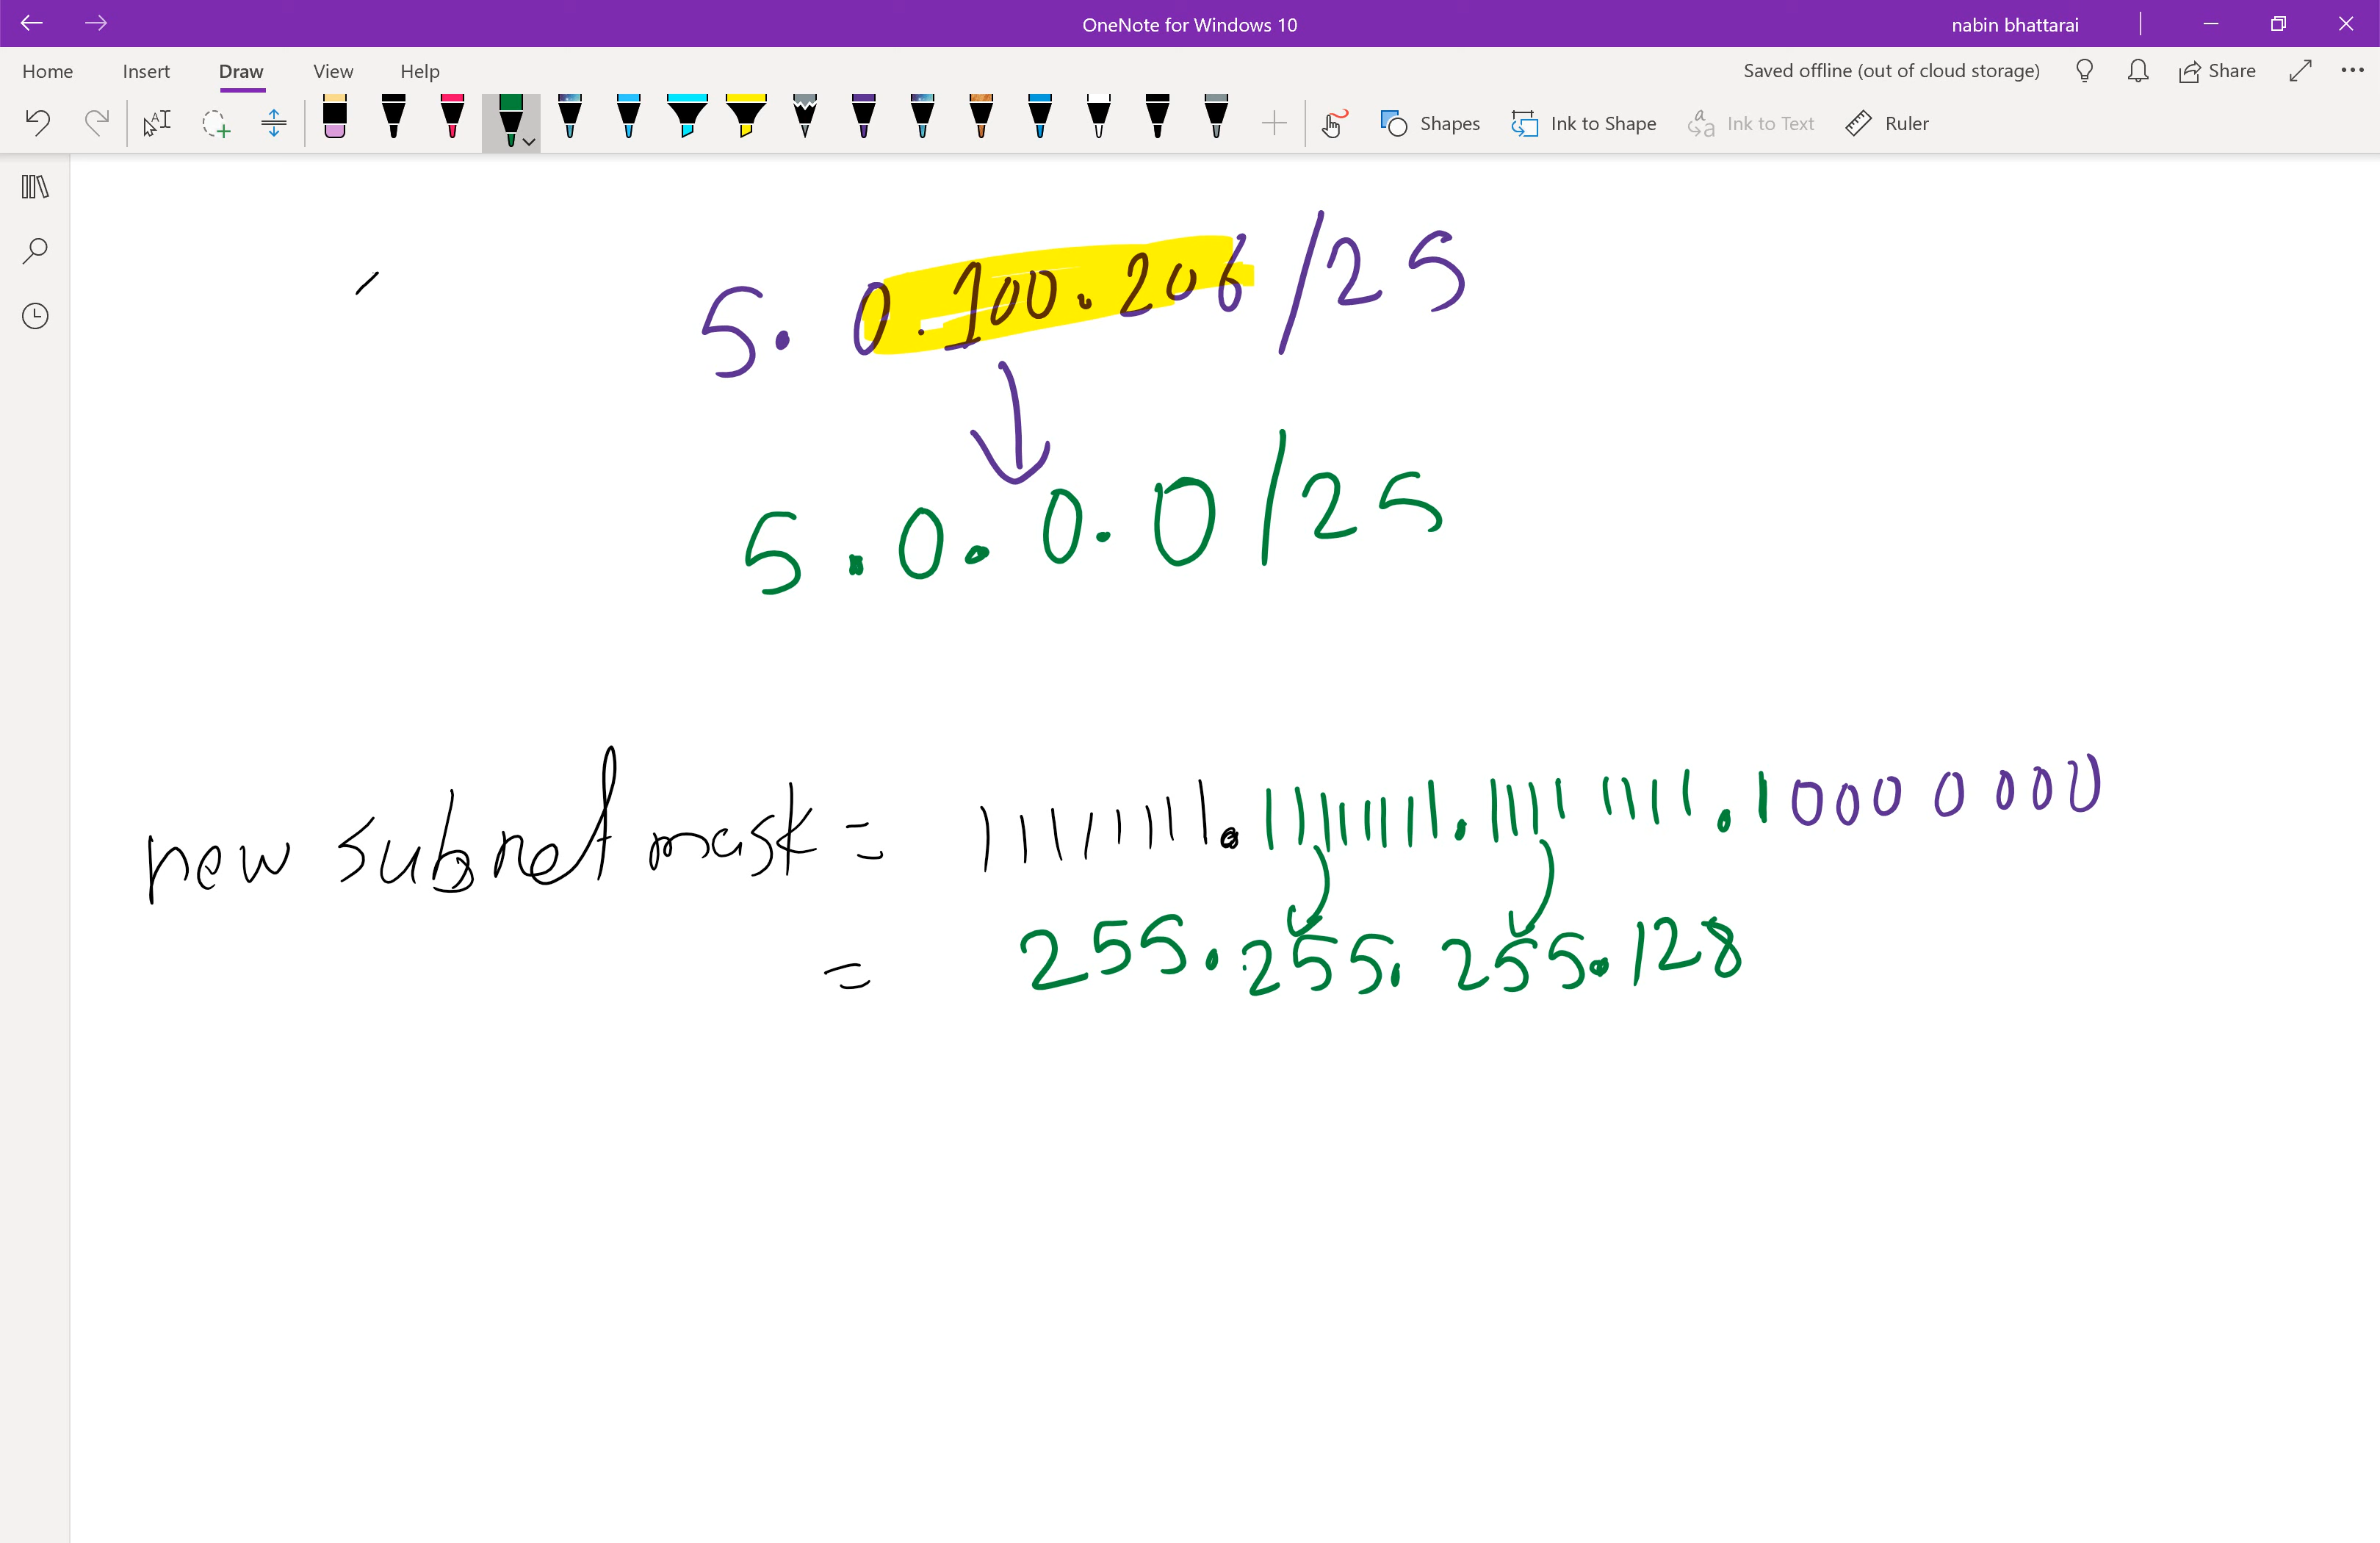 OneNote for Windows 10
nabin bhattarai
Home Insert Draw View Help
Saved offline (out of cloud storage)
Share
Shapes Ink to Shape Ink to Text Ruler
5.0.100.206/25
5.0.0.0/25
new subnet mask = 11111111.11111111.11111111.10000000
= 255.255.255.128